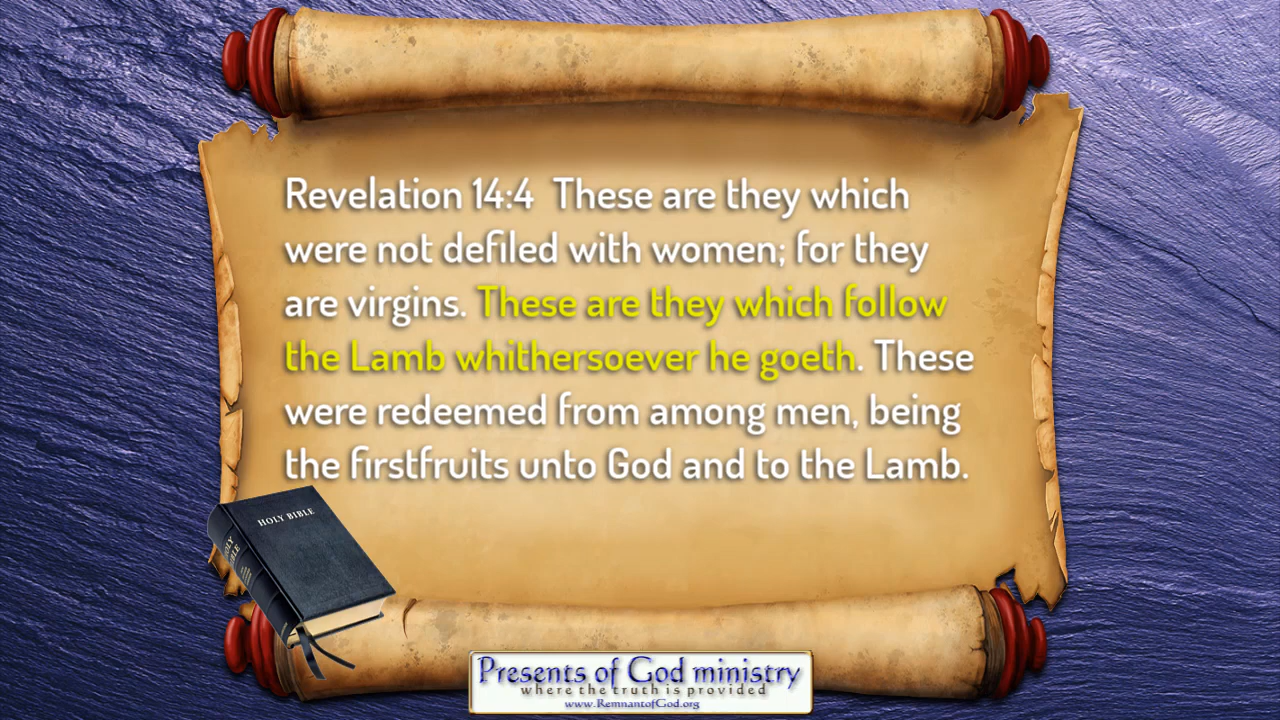 Revelation 14:4  These are they which
were not defiled with women; for they
are virgins. These are they which follow
the Lamb whithersoever he goeth. These
were redeemed from among men, being
the firstfruits unto God and to the Lamb.
HOLY BIBLE
HOLY
BIBLE
Presents of God ministry
where the truth is provided
www.RemnantofGod.org